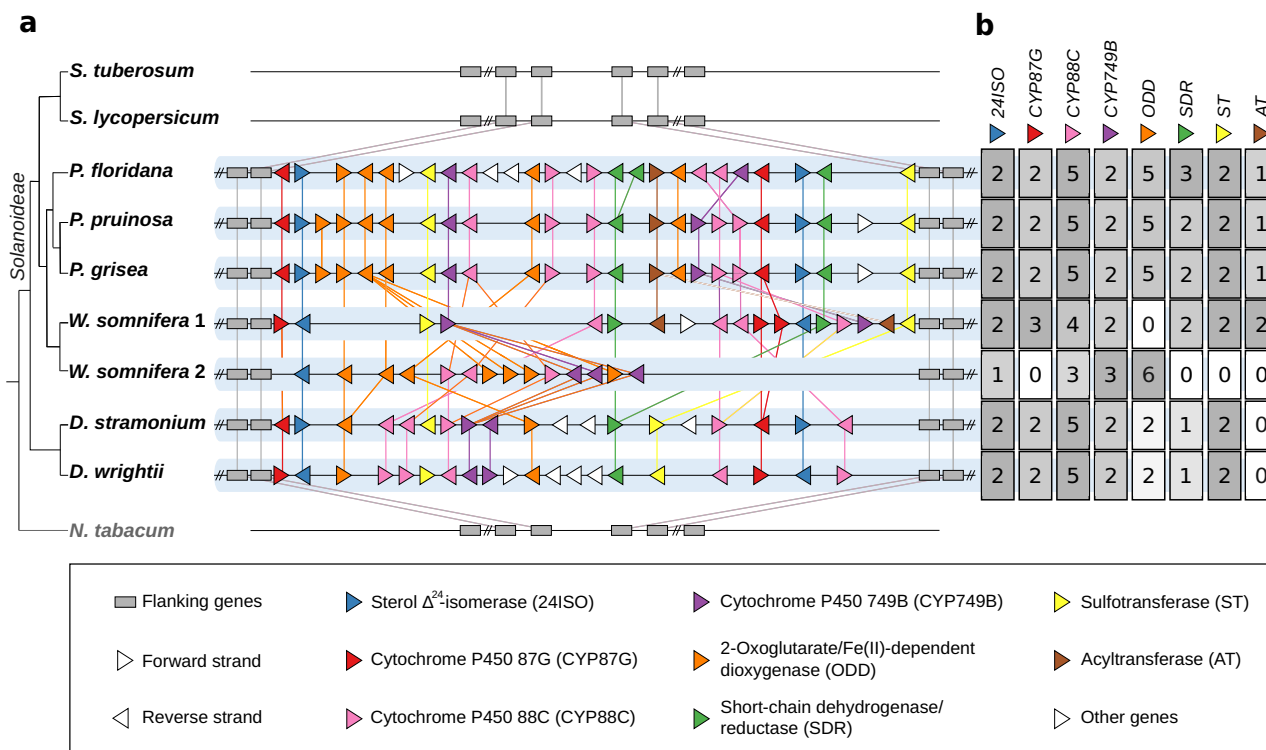 a
b
24ISO
CYP87G
CYP88C
CYP749B
ODD
SDR
ST
AT
Solanoideae
S. tuberosum
S. lycopersicum
P. floridana
2 2 5 2 5 3 2 1
P. pruinosa
2 2 5 2 5 2 2 1
P. grisea
2 2 5 2 5 2 2 1
W. somnifera 1
2 3 4 2 0 2 2 2
W. somnifera 2
1 0 3 3 6 0 0 0
D. stramonium
2 2 5 2 2 1 2 0
D. wrightii
2 2 5 2 2 1 2 0
N. tabacum
Flanking genes
Forward strand
Reverse strand
Sterol Δ²⁴-isomerase (24ISO)
Cytochrome P450 87G (CYP87G)
Cytochrome P450 88C (CYP88C)
Cytochrome P450 749B (CYP749B)
2-Oxoglutarate/Fe(II)-dependent
dioxygenase (ODD)
Short-chain dehydrogenase/
reductase (SDR)
Sulfotransferase (ST)
Acyltransferase (AT)
Other genes